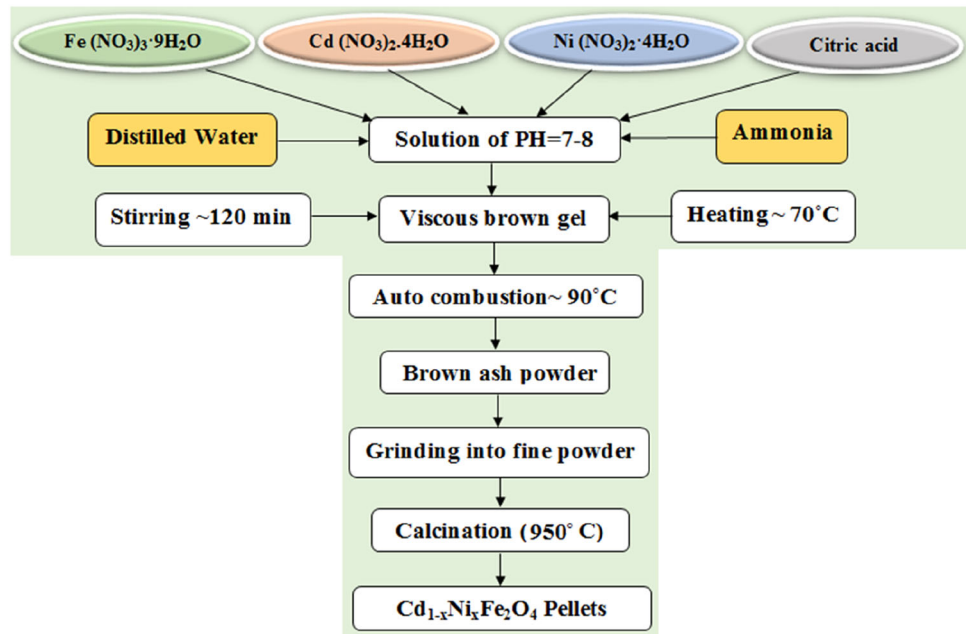 Fe (NO₃)₃·9H₂O
Cd (NO₃)₂.4H₂O
Ni (NO₃)₂·4H₂O
Citric acid
Distilled Water
Solution of PH=7-8
Ammonia
Stirring ~120 min
Viscous brown gel
Heating~ 70°C
Auto combustion~ 90°C
Brown ash powder
Grinding into fine powder
Calcination (950° C)
Cd₁₋ₓNiₓFe₂O₄ Pellets